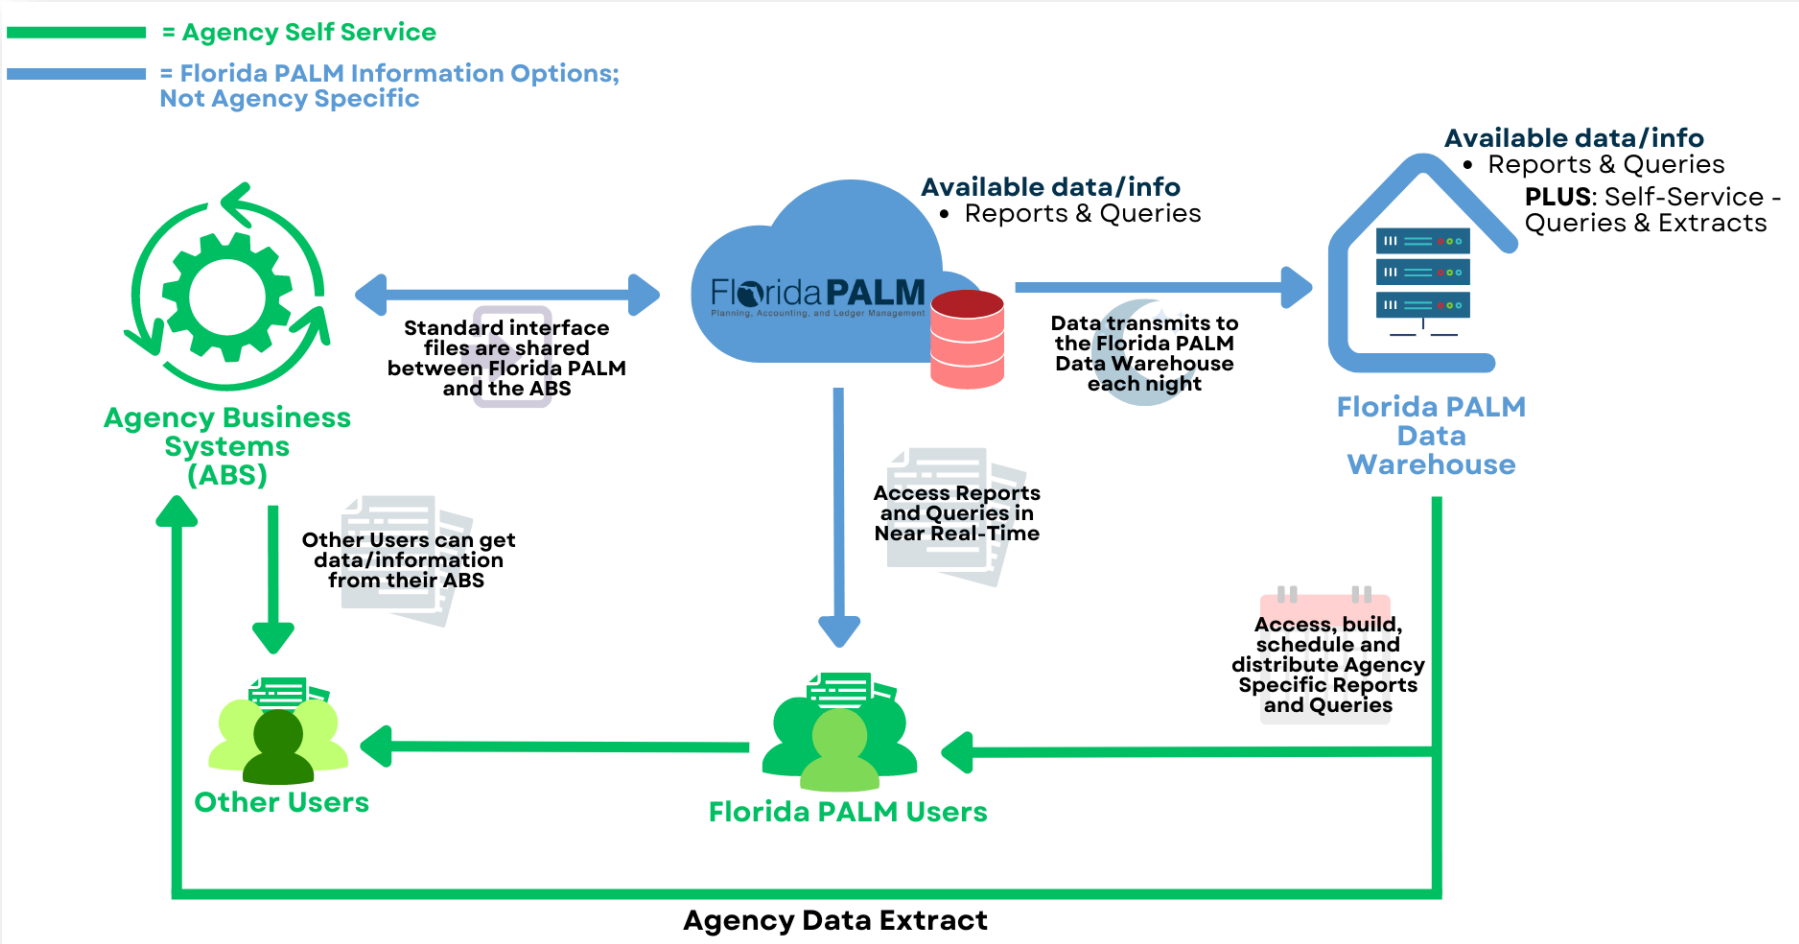 = Agency Self Service
= Florida PALM Information Options;
Not Agency Specific
Available data/info
• Reports & Queries
PLUS: Self-Service -
Queries & Extracts
Available data/info
• Reports & Queries
Florida PALM
Planning, Accounting, and Ledger Management
Standard interface
files are shared
between Florida PALM
and the ABS
Data transmits to
the Florida PALM
Data Warehouse
each night
Agency Business
Systems
(ABS)
Florida PALM
Data
Warehouse
Other Users can get
data/information
from their ABS
Access Reports
and Queries in
Near Real-Time
Access, build,
schedule and
distribute Agency
Specific Reports
and Queries
Other Users
Florida PALM Users
Agency Data Extract